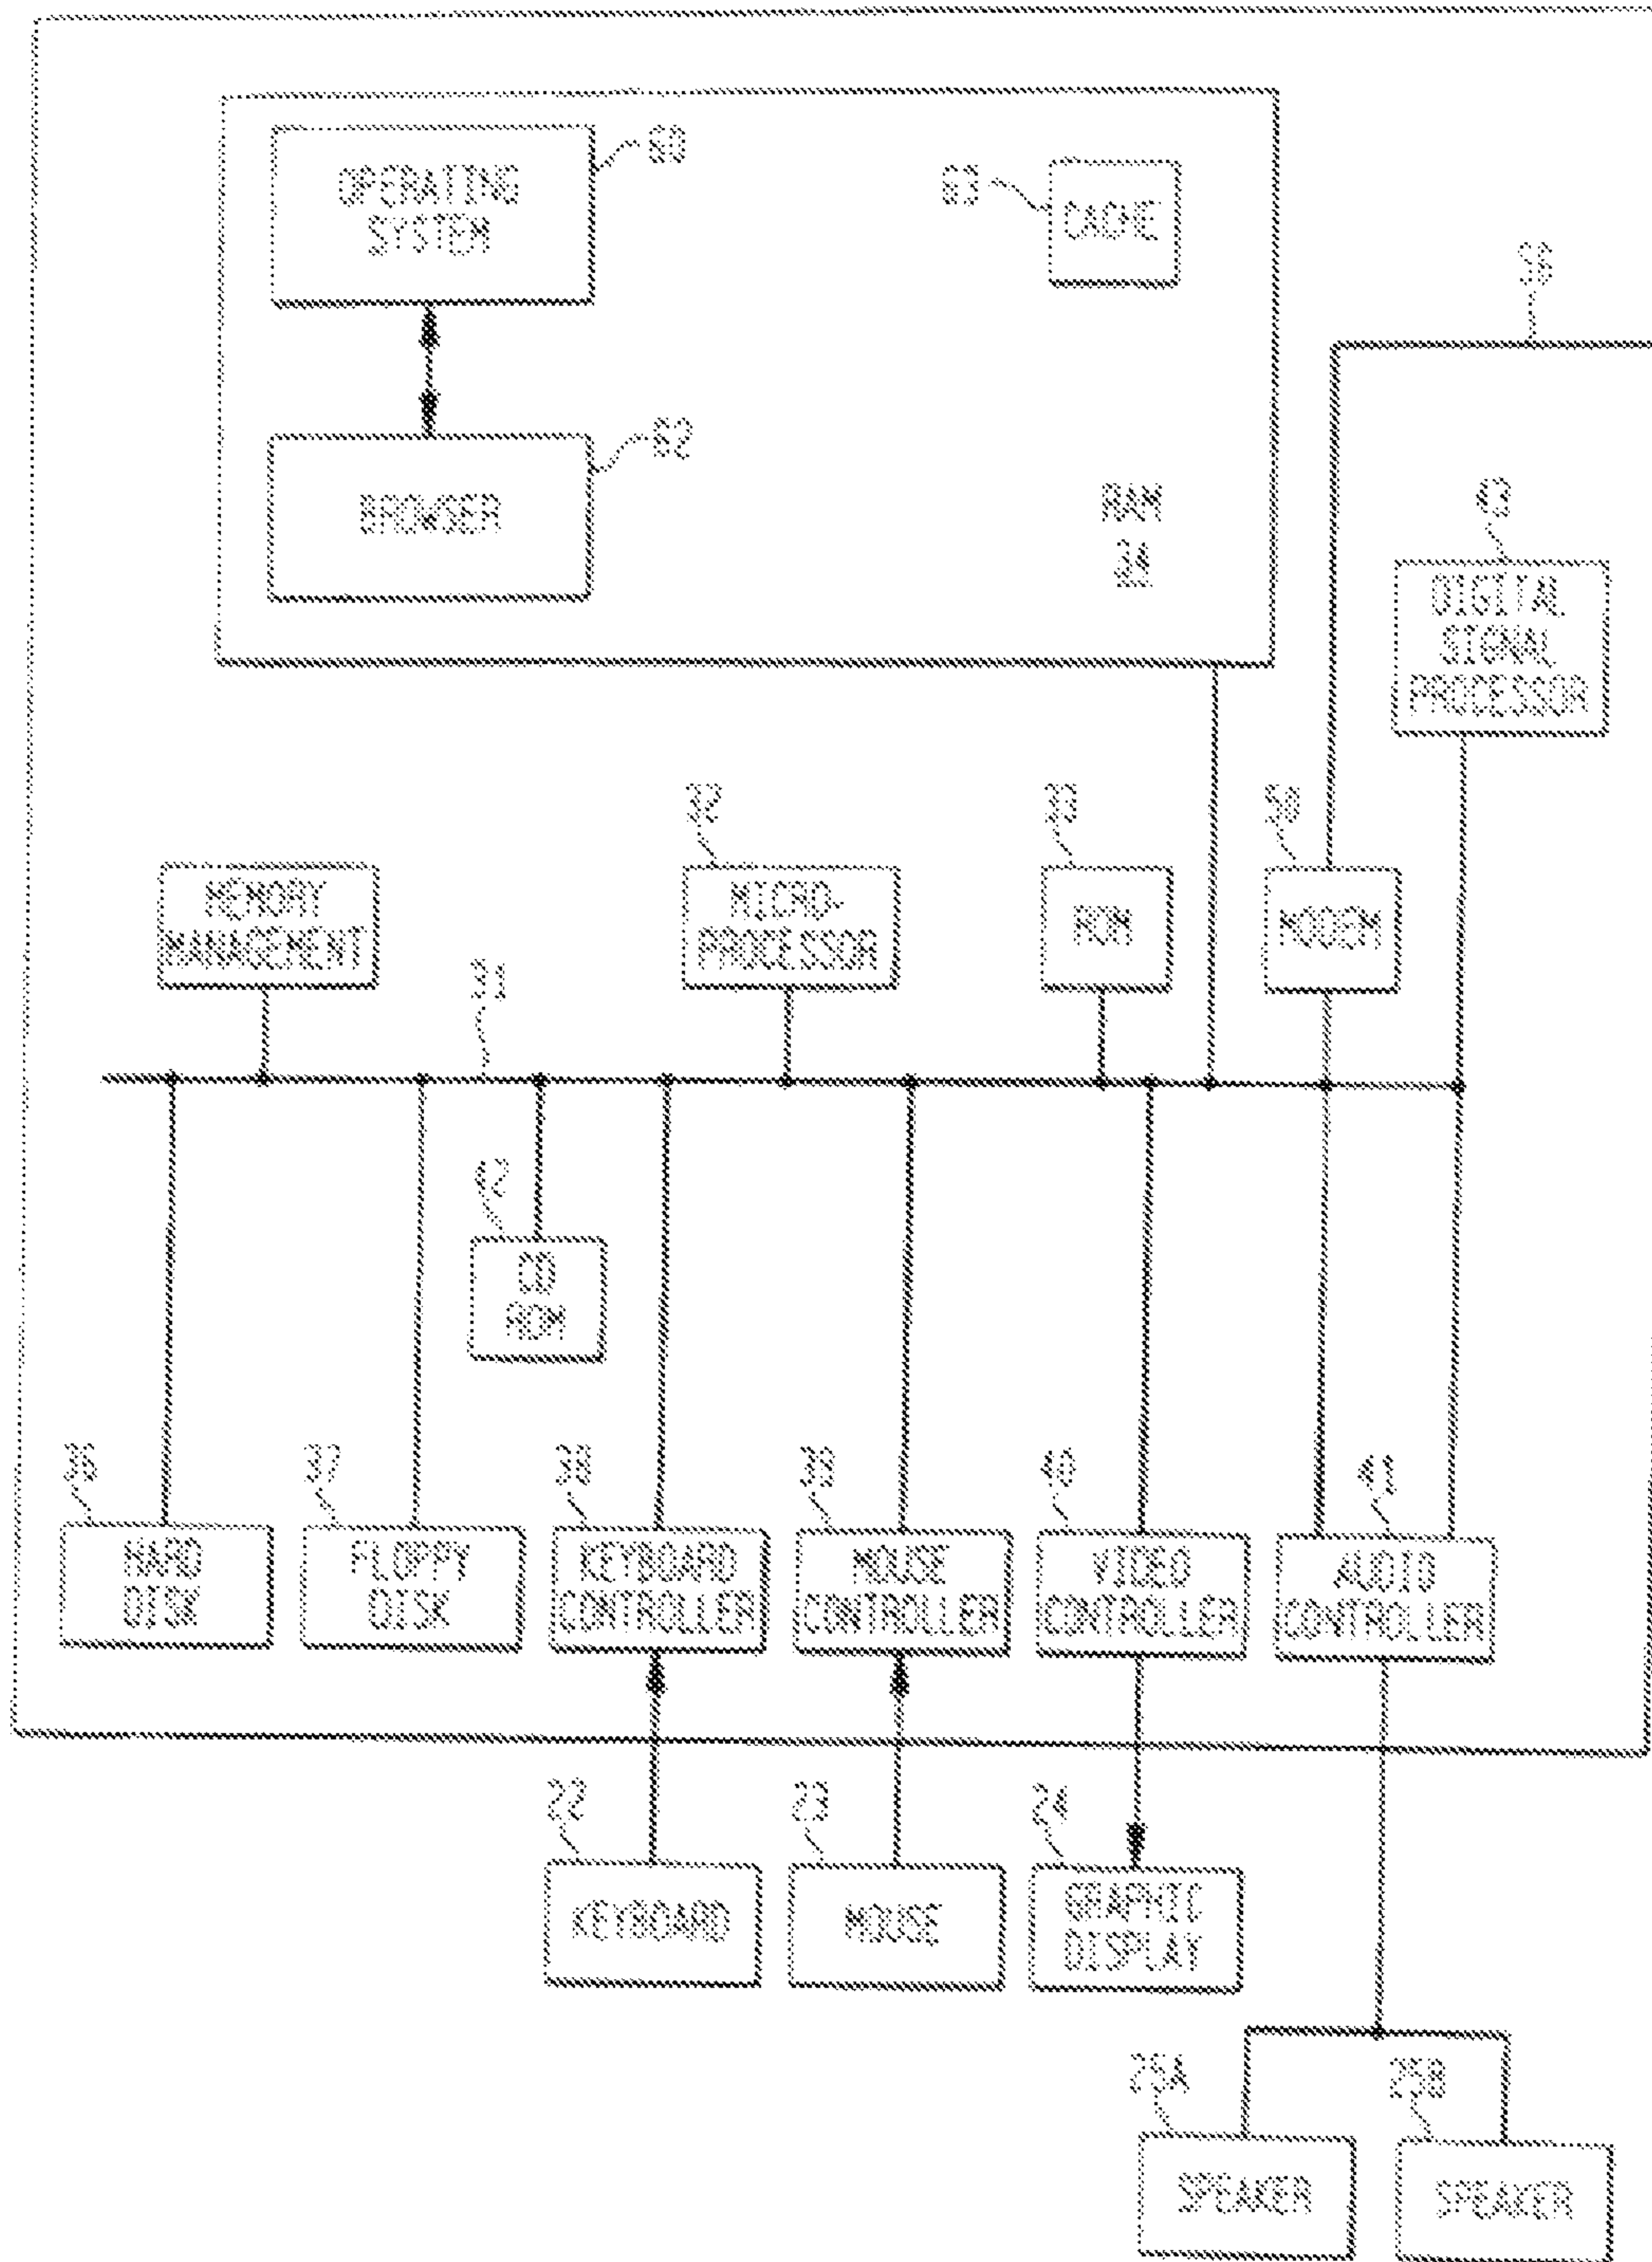 60
OPERATING
SYSTEM
63
CACHE
56
62
BROWSER
RAM
34
43
DIGITAL
SIGNAL
PROCESSOR
32
33
50
MEMORY
MANAGEMENT
MICRO-
PROCESSOR
ROM
MODEM
31
42
CD
ROM
36
37
38
39
40
41
HARD
DISK
FLOPPY
DISK
KEYBOARD
CONTROLLER
MOUSE
CONTROLLER
VIDEO
CONTROLLER
AUDIO
CONTROLLER
22
23
24
KEYBOARD
MOUSE
GRAPHIC
DISPLAY
25A
25B
SPEAKER
SPEAKER